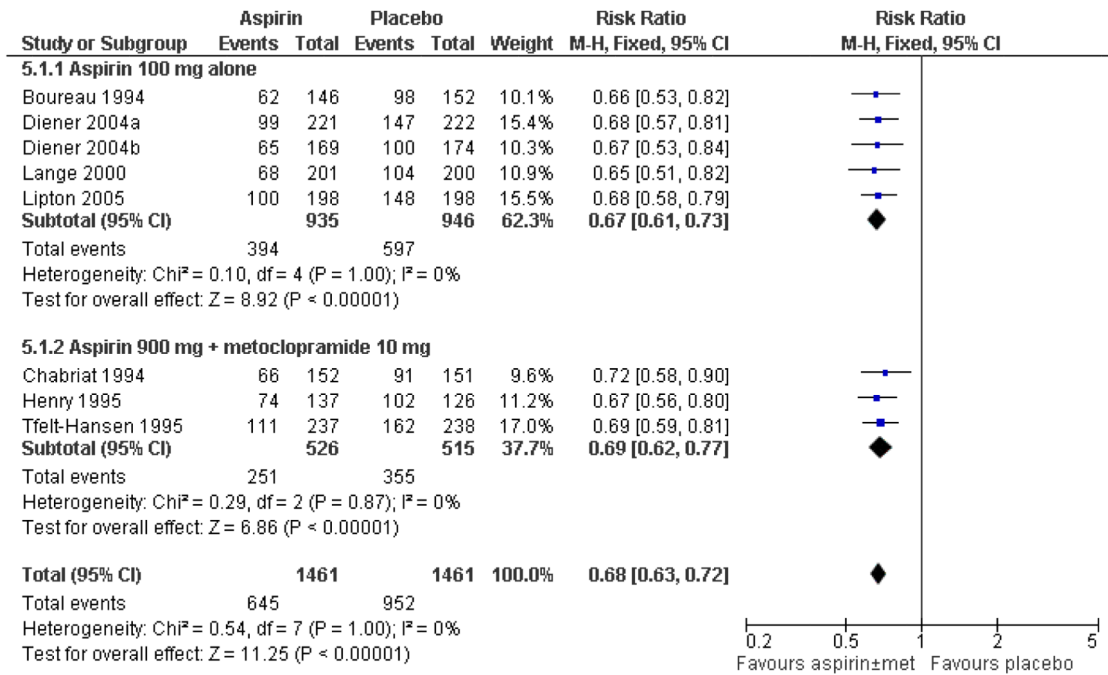 Aspirin Placebo Risk Ratio Risk Ratio
Study or Subgroup Events Total Events Total Weight M-H, Fixed, 95% CI M-H, Fixed, 95% CI
5.1.1 Aspirin 100 mg alone
Boureau 1994 62 146 98 152 10.1% 0.66 [0.53, 0.82]
Diener 2004a 99 221 147 222 15.4% 0.68 [0.57, 0.81]
Diener 2004b 65 169 100 174 10.3% 0.67 [0.53, 0.84]
Lange 2000 68 201 104 200 10.9% 0.65 [0.51, 0.82]
Lipton 2005 100 198 148 198 15.5% 0.68 [0.58, 0.79]
Subtotal (95% CI) 935 946 62.3% 0.67 [0.61, 0.73]
Total events 394 597
Heterogeneity: Chi² = 0.10, df = 4 (P = 1.00); I² = 0%
Test for overall effect: Z = 8.92 (P < 0.00001)
5.1.2 Aspirin 900 mg + metoclopramide 10 mg
Chabriat 1994 66 152 91 151 9.6% 0.72 [0.58, 0.90]
Henry 1995 74 137 102 126 11.2% 0.67 [0.56, 0.80]
Tfelt-Hansen 1995 111 237 162 238 17.0% 0.69 [0.59, 0.81]
Subtotal (95% CI) 526 515 37.7% 0.69 [0.62, 0.77]
Total events 251 355
Heterogeneity: Chi² = 0.29, df = 2 (P = 0.87); I² = 0%
Test for overall effect: Z = 6.86 (P < 0.00001)
Total (95% CI) 1461 1461 100.0% 0.68 [0.63, 0.72]
Total events 645 952
Heterogeneity: Chi² = 0.54, df = 7 (P = 1.00); I² = 0%
Test for overall effect: Z = 11.25 (P < 0.00001)
0.2 0.5 1 2 5
Favours aspirin±met Favours placebo